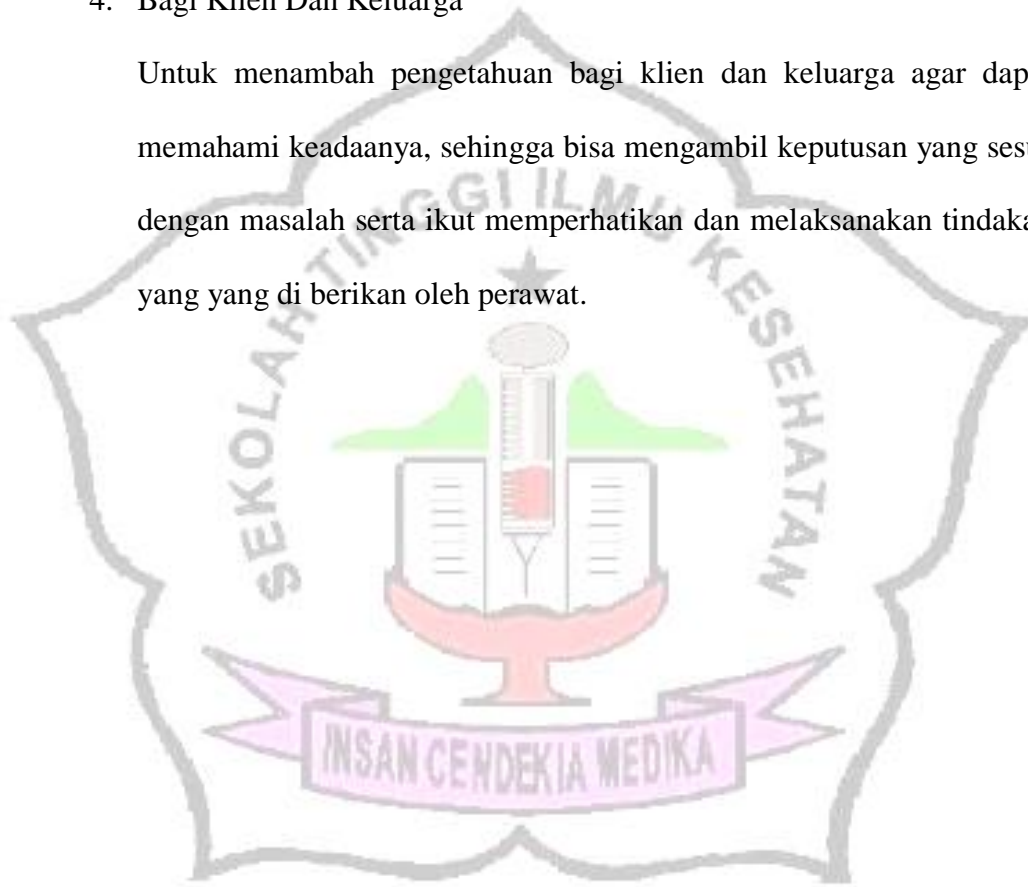 4. Bagi Klien Dan Keluarga
Untuk menambah pengetahuan bagi klien dan keluarga agar dap
memahami keadaanya, sehingga bisa mengambil keputusan yang sesu
dengan masalah serta ikut memperhatikan dan melaksanakan tindaka
yang yang di berikan oleh perawat.
SEKOLAH TINGGI ILMU KESEHATAN
INSAN CENDEKIA MEDIKA